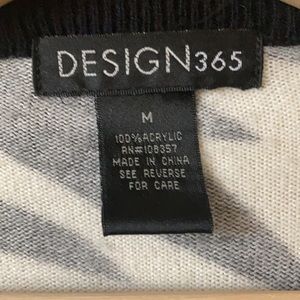 DESIGN365
M
100% ACRYLIC
RN#108357
MADE IN CHINA
SEE REVERSE
FOR CARE